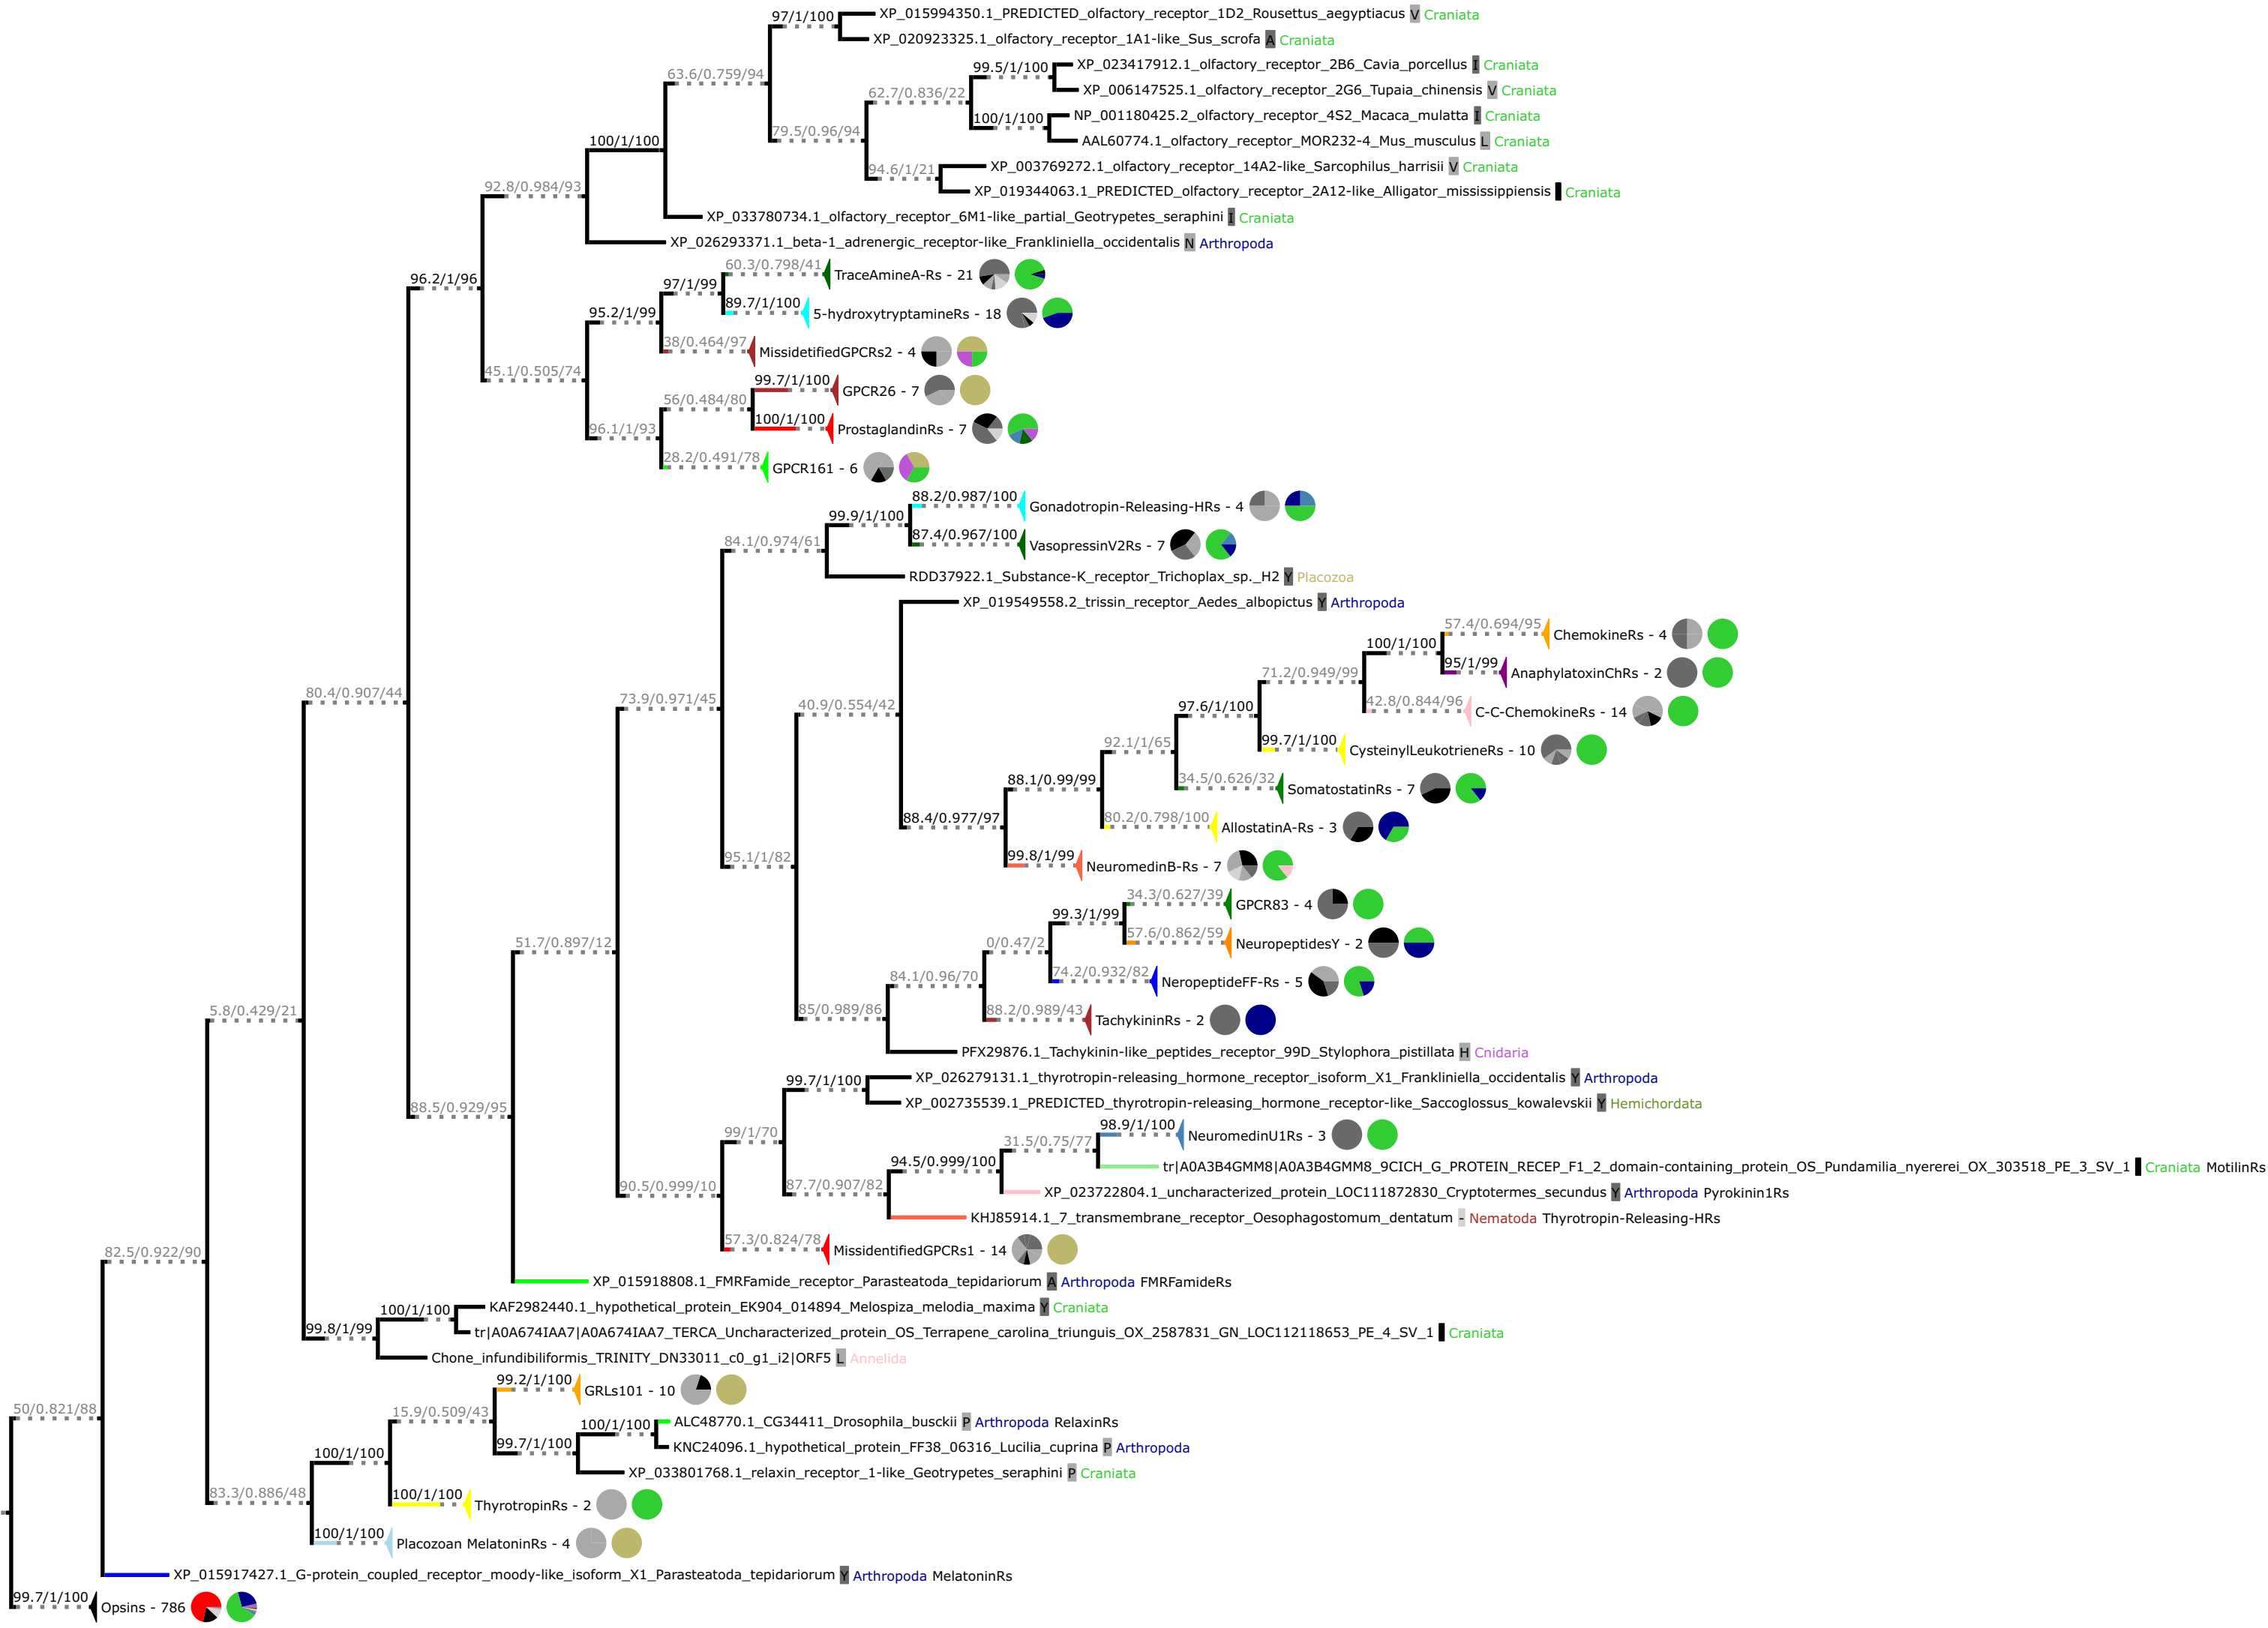 97/1/100
XP_015994350.1_PREDICTED_olfactory_receptor_1D2_Rousettus_aegyptiacus V Craniata
XP_020923325.1_olfactory_receptor_1A1-like_Sus_scrofa A Craniata
63.6/0.759/94
99.5/1/100
XP_023417912.1_olfactory_receptor_2B6_Cavia_porcellus I Craniata
XP_006147525.1_olfactory_receptor_2G6_Tupaia_chinensis V Craniata
62.7/0.836/22
100/1/100
NP_001180425.2_olfactory_receptor_4S2_Macaca_mulatta I Craniata
79.5/0.96/94
AAL60774.1_olfactory_receptor_MOR232-4_Mus_musculus L Craniata
100/1/100
94.6/1/21
XP_003769272.1_olfactory_receptor_14A2-like_Sarcophilus_harrisii V Craniata
92.8/0.984/93
XP_019344063.1_PREDICTED_olfactory_receptor_2A12-like_Alligator_mississippiensis Craniata
XP_033780734.1_olfactory_receptor_6M1-like_partial_Geotrypetes_seraphini I Craniata
XP_026293371.1_beta-1_adrenergic_receptor-like_Frankliniella_occidentalis N Arthropoda
96.2/1/96
60.3/0.798/41
TraceAmineA-Rs - 21
97/1/99
89.7/1/100
5-hydroxytryptamineRs - 18
95.2/1/99
38/0.464/97
MissidetifiedGPCRs2 - 4
45.1/0.505/74
99.7/1/100
GPCR26 - 7
56/0.484/80
100/1/100
ProstaglandinRs - 7
96.1/1/93
28.2/0.491/78
GPCR161 - 6
88.2/0.987/100
Gonadotropin-Releasing-HRs - 4
99.9/1/100
87.4/0.967/100
VasopressinV2Rs - 7
84.1/0.974/61
RDD37922.1_Substance-K_receptor_Trichoplax_sp._H2 Y Placozoa
XP_019549558.2_trissin_receptor_Aedes_albopictus Y Arthropoda
57.4/0.694/95
ChemokineRs - 4
100/1/100
95/1/99
AnaphylatoxinChRs - 2
71.2/0.949/99
42.8/0.844/96
C-C-ChemokineRs - 14
80.4/0.907/44
73.9/0.971/45
40.9/0.554/42
97.6/1/100
99.7/1/100
CysteinylLeukotrieneRs - 10
92.1/1/65
34.5/0.626/32
SomatostatinRs - 7
88.1/0.99/99
80.2/0.798/100
AllostatinA-Rs - 3
88.4/0.977/97
95.1/1/82
99.8/1/99
NeuromedinB-Rs - 7
34.3/0.627/39
GPCR83 - 4
99.3/1/99
57.6/0.862/59
NeuropeptidesY - 2
51.7/0.897/12
0/0.47/2
74.2/0.932/82
NeropeptideFF-Rs - 5
84.1/0.96/70
5.8/0.429/21
85/0.989/86
88.2/0.989/43
TachykininRs - 2
PFX29876.1_Tachykinin-like_peptides_receptor_99D_Stylophora_pistillata H Cnidaria
99.7/1/100
XP_026279131.1_thyrotropin-releasing_hormone_receptor_isoform_X1_Frankliniella_occidentalis Y Arthropoda
88.5/0.929/95
XP_002735539.1_PREDICTED_thyrotropin-releasing_hormone_receptor-like_Saccoglossus_kowalevskii Y Hemichordata
99/1/70
98.9/1/100
NeuromedinU1Rs - 3
31.5/0.75/77
tr|A0A3B4GMM8|A0A3B4GMM8_9CICH_G_PROTEIN_RECEP_F1_2_domain-containing_protein_OS_Pundamilia_nyererei_OX_303518_PE_3_SV_1 Craniata MotilinRs
94.5/0.999/100
90.5/0.999/10
87.7/0.907/82
XP_023722804.1_uncharacterized_protein_LOC111872830_Cryptotermes_secundus Y Arthropoda Pyrokinin1Rs
KHJ85914.1_7_transmembrane_receptor_Oesophagostomum_dentatum - Nematoda Thyrotropin-Releasing-HRs
57.3/0.824/78
MissidentifiedGPCRs1 - 14
82.5/0.922/90
XP_015918808.1_FMRFamide_receptor_Parasteatoda_tepidariorum A Arthropoda FMRFamideRs
100/1/100
KAF2982440.1_hypothetical_protein_EK904_014894_Melospiza_melodia_maxima Y Craniata
99.8/1/99
tr|A0A674IAA7|A0A674IAA7_TERCA_Uncharacterized_protein_OS_Terrapene_carolina_triunguis_OX_2587831_GN_LOC112118653_PE_4_SV_1 Craniata
Chone_infundibiliformis_TRINITY_DN33011_c0_g1_i2|ORF5 L Annelida
99.2/1/100
GRLs101 - 10
50/0.821/88
15.9/0.509/43
100/1/100
ALC48770.1_CG34411_Drosophila_busckii P Arthropoda RelaxinRs
99.7/1/100
KNC24096.1_hypothetical_protein_FF38_06316_Lucilia_cuprina P Arthropoda
100/1/100
XP_033801768.1_relaxin_receptor_1-like_Geotrypetes_seraphini P Craniata
83.3/0.886/48
100/1/100
ThyrotropinRs - 2
100/1/100
Placozoan MelatoninRs - 4
XP_015917427.1_G-protein_coupled_receptor_moody-like_isoform_X1_Parasteatoda_tepidariorum Y Arthropoda MelatoninRs
99.7/1/100
Opsins - 786